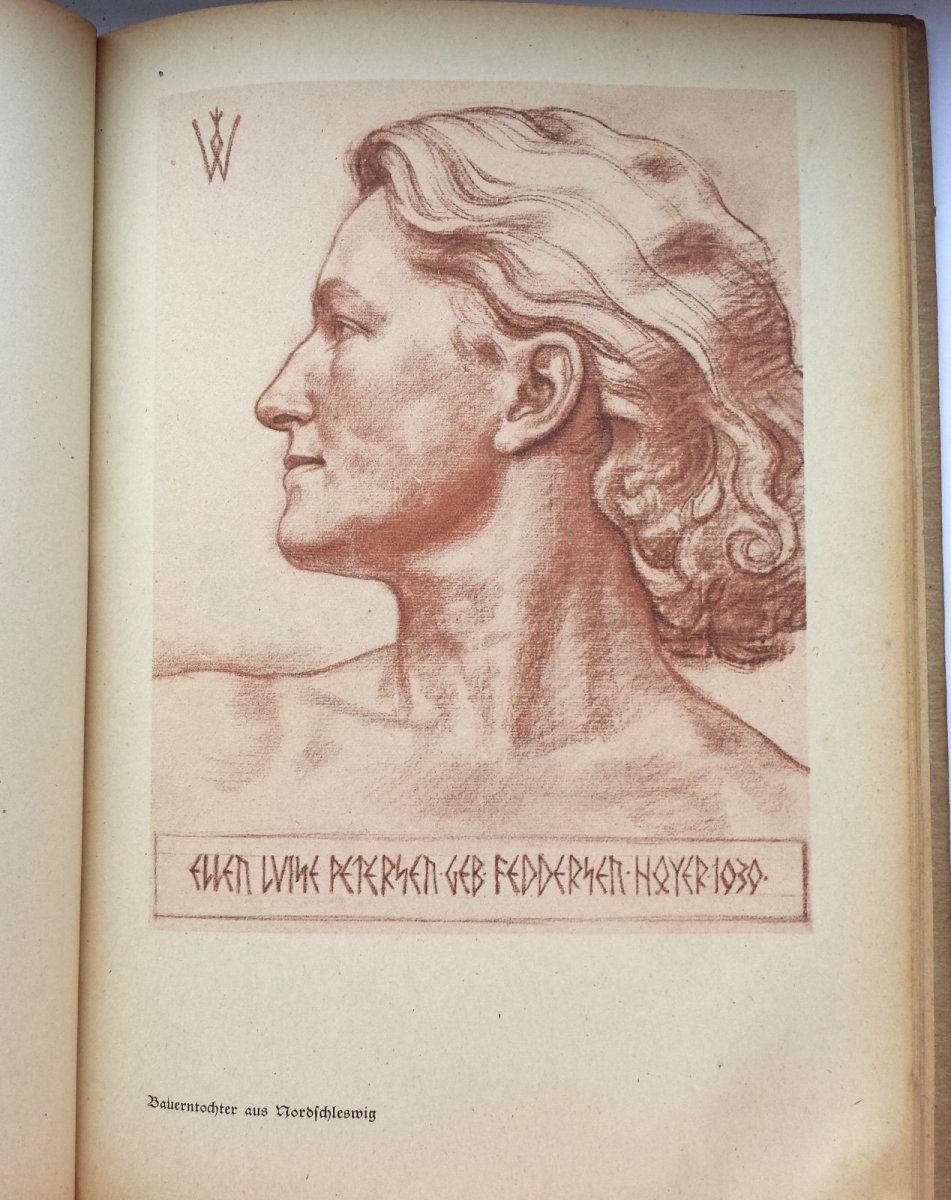 W
ELLEN LUISE PETERSEN·GEB·FEDDERSEN·HOYER·1930·
Bauerntochter aus Nordschleswig